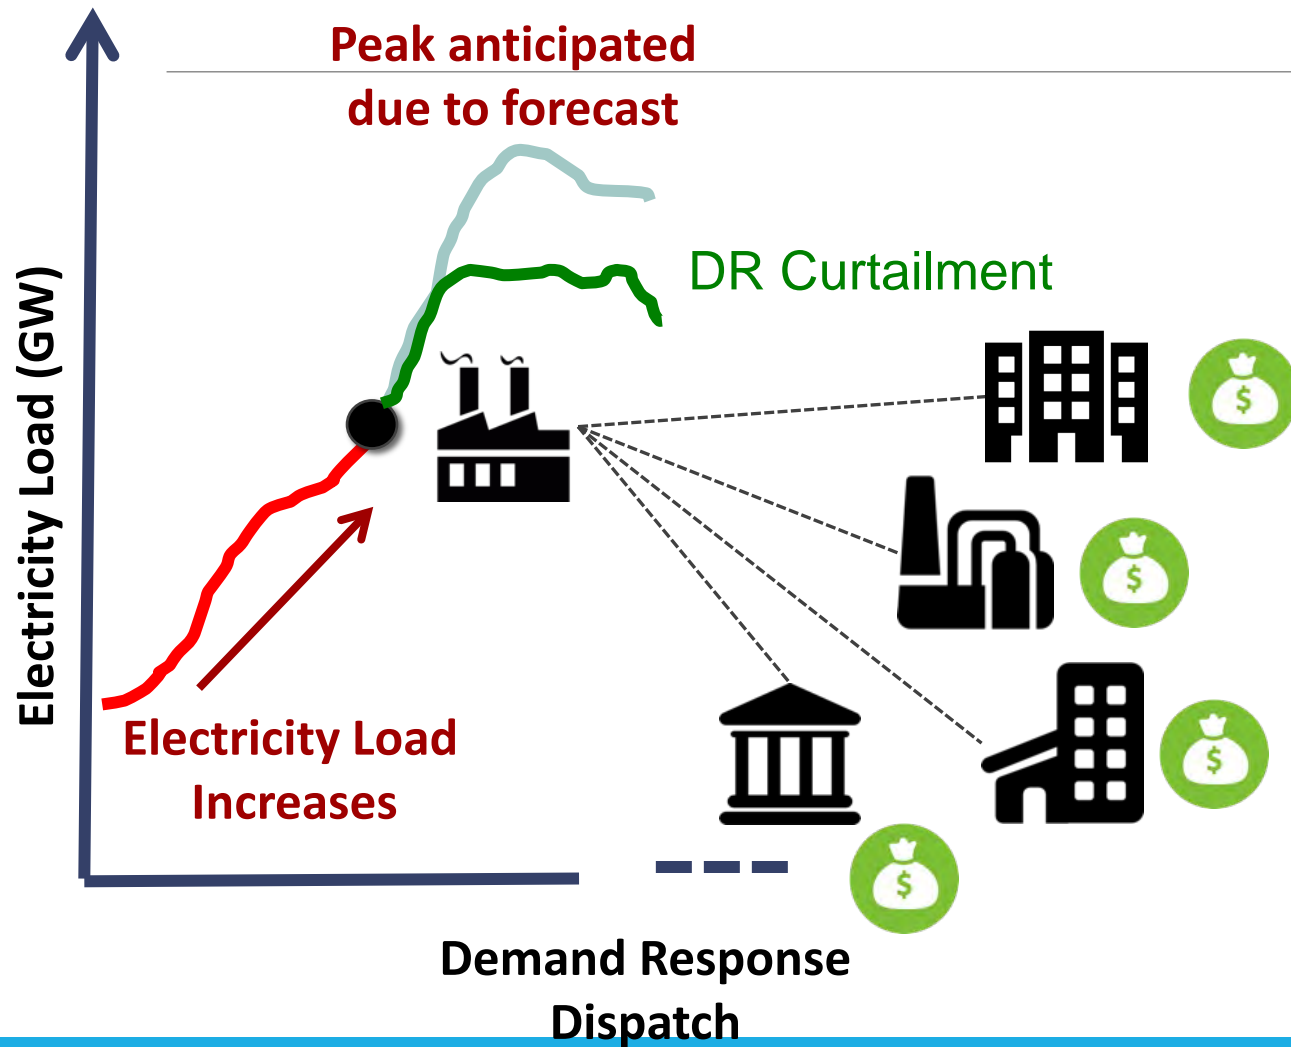 Peak anticipated
due to forecast
DR Curtailment
Electricity Load (GW)
Electricity Load
Increases
$
$
$
$
Demand Response
Dispatch